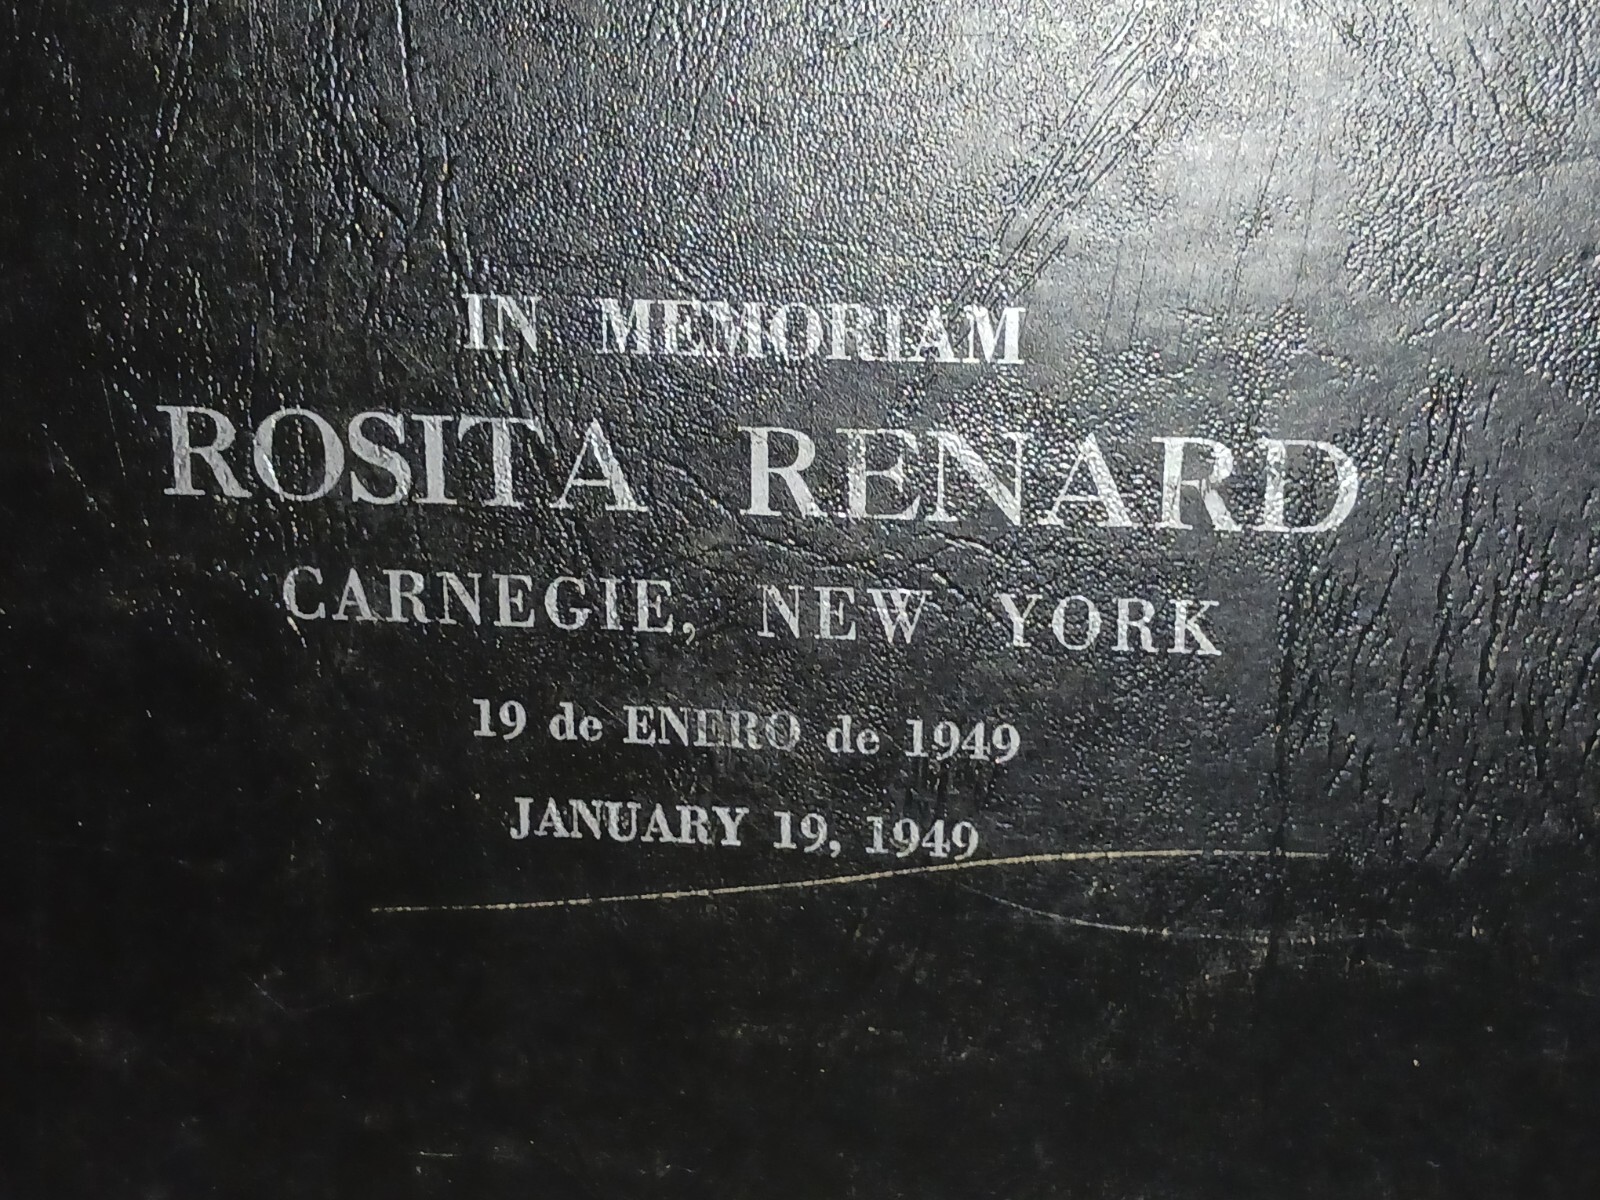 IN MEMORIAM
ROSITA RENARD
CARNEGIE, NEW YORK
19 de ENERO de 1949
JANUARY 19, 1949